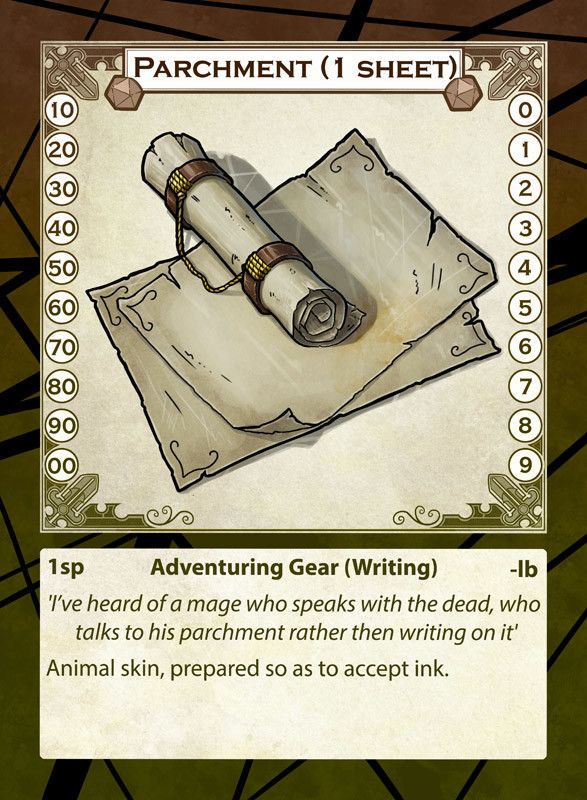 PARCHMENT (1 SHEET)
10 0
20 1
30 2
40 3
50 4
60 5
70 6
80 7
90 8
00 9
1sp Adventuring Gear (Writing) -lb
'I've heard of a mage who speaks with the dead, who
talks to his parchment rather then writing on it'
Animal skin, prepared so as to accept ink.